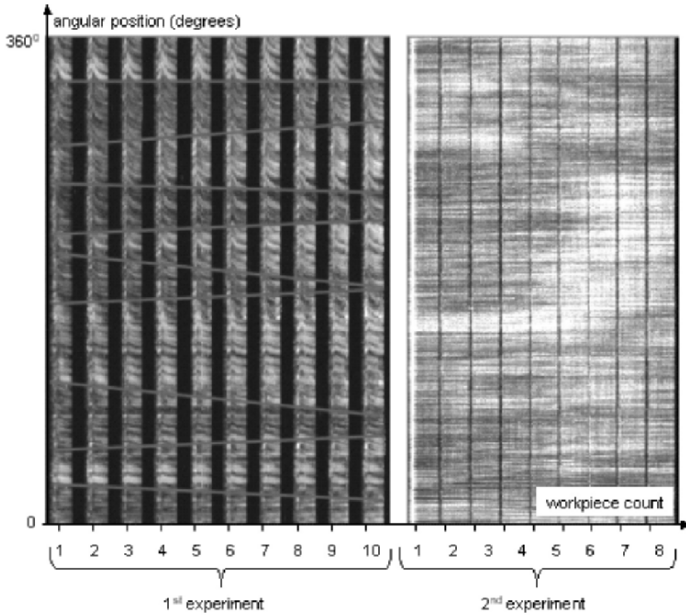 angular position (degrees)
360⁰
0
workpiece count
1 2 3 4 5 6 7 8 9 10 1 2 3 4 5 6 7 8
1st experiment 2nd experiment